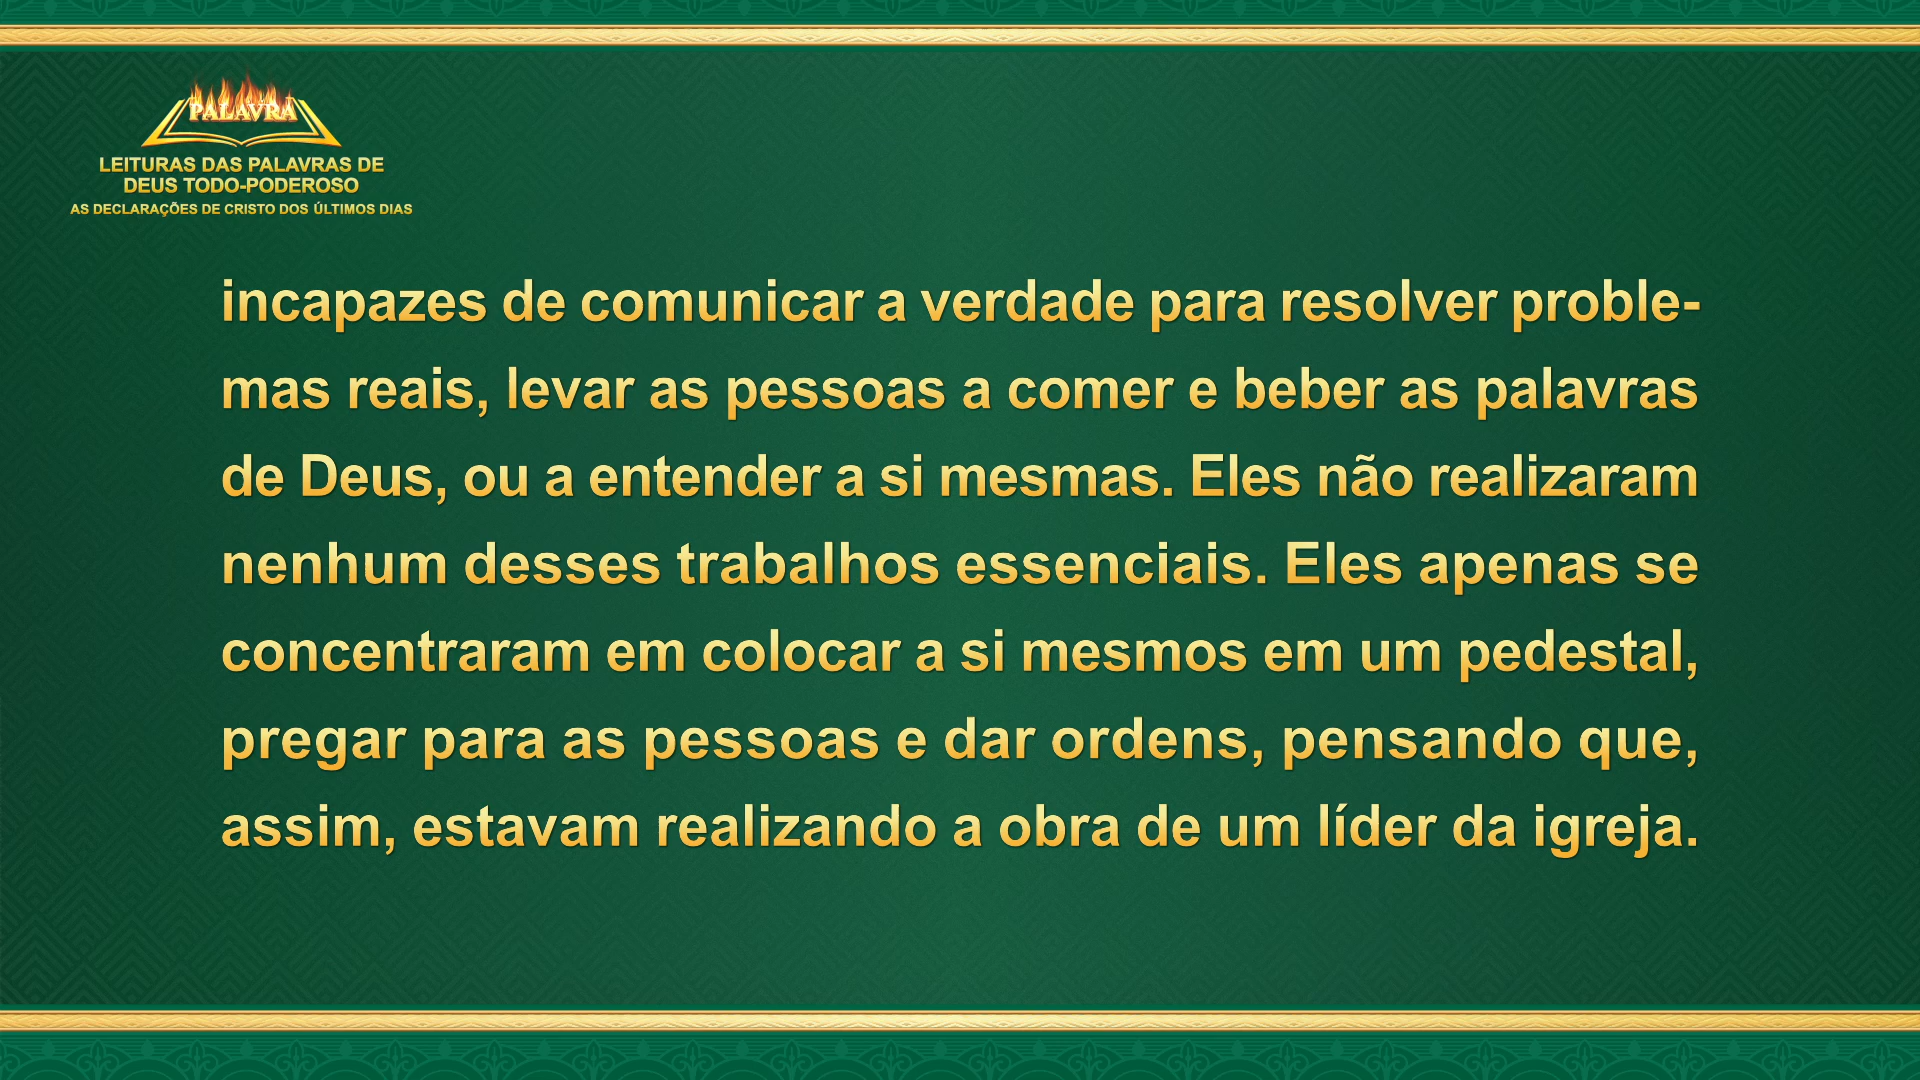 PALAVRA
LEITURAS DAS PALAVRAS DE
DEUS TODO-PODEROSO
AS DECLARAÇÕES DE CRISTO DOS ÚLTIMOS DIAS
incapazes de comunicar a verdade para resolver proble-
mas reais, levar as pessoas a comer e beber as palavras
de Deus, ou a entender a si mesmas. Eles não realizaram
nenhum desses trabalhos essenciais. Eles apenas se
concentraram em colocar a si mesmos em um pedestal,
pregar para as pessoas e dar ordens, pensando que,
assim, estavam realizando a obra de um líder da igreja.